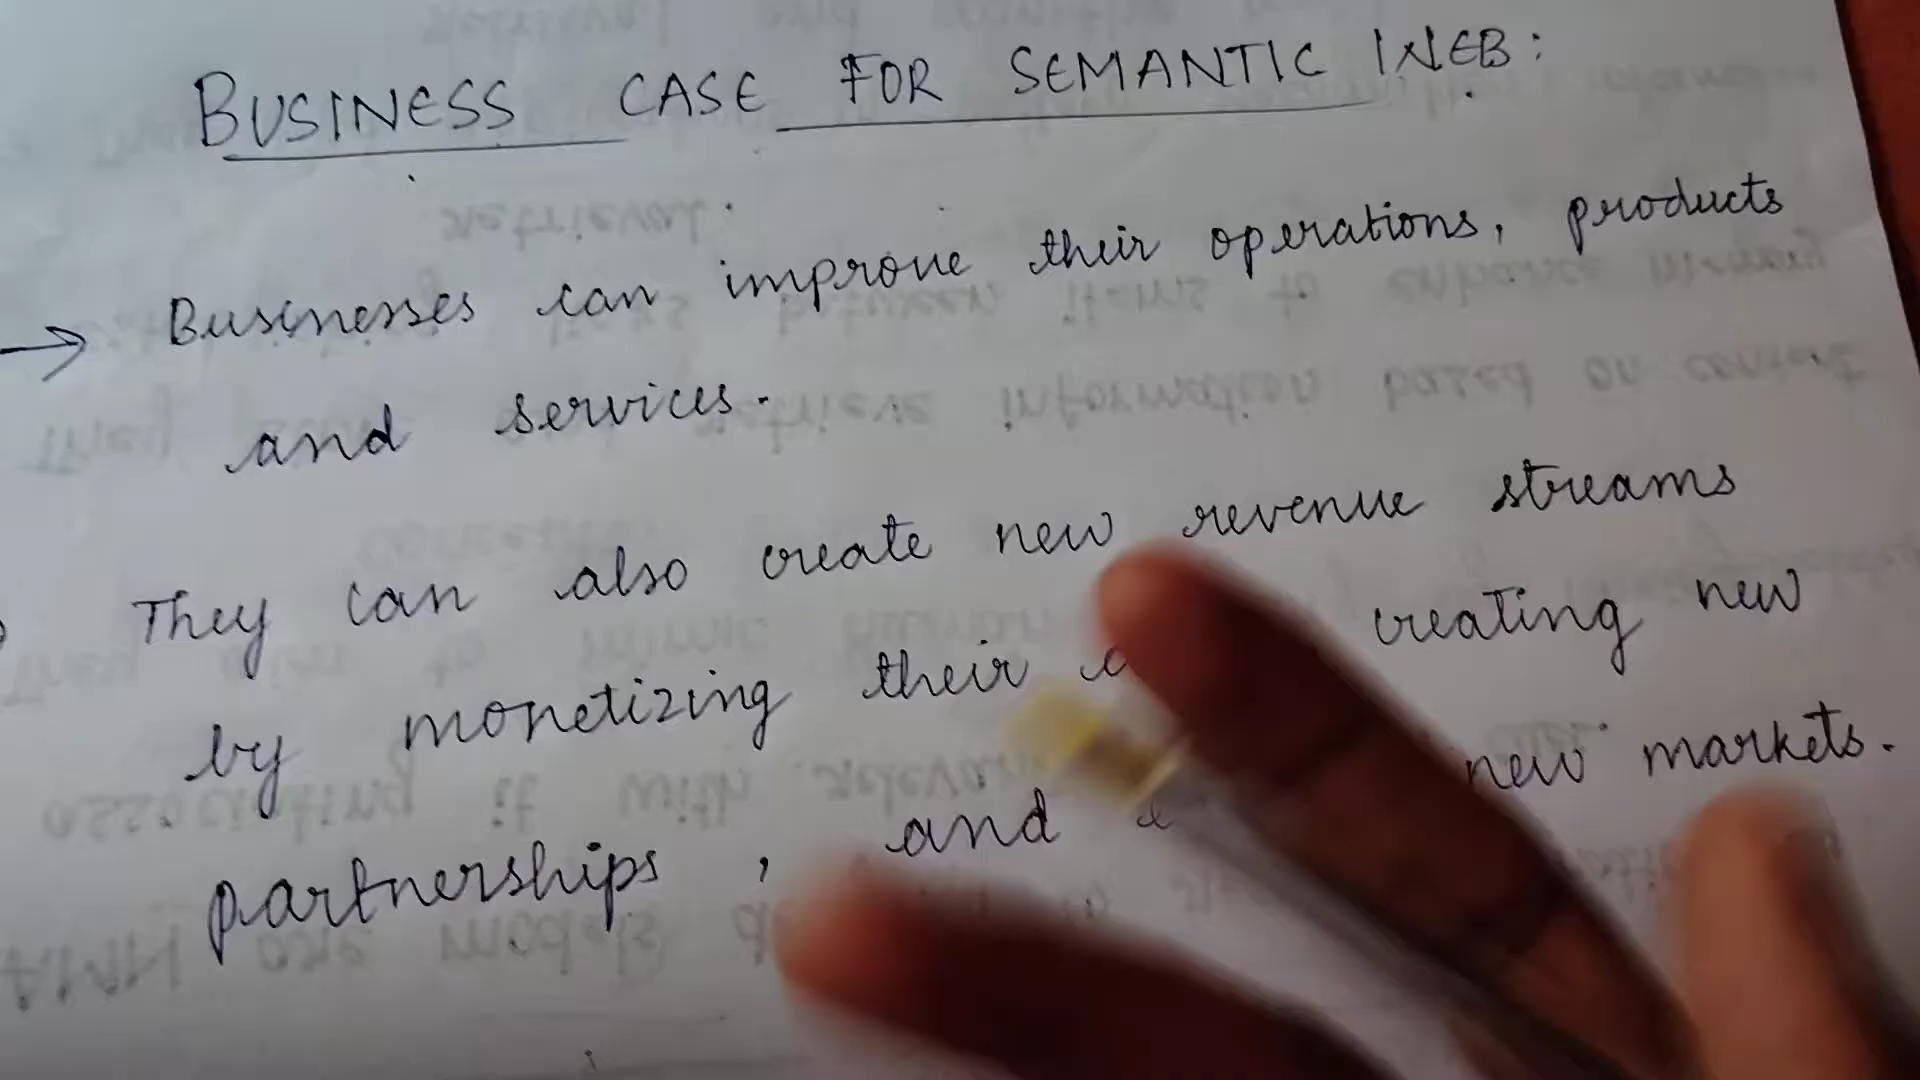 BUSINESS CASE FOR SEMANTIC WEB:
→ Businesses can improve their operations, products
and services.
They can also create new revenue streams
by monetizing their creating new
partnerships, and new markets.